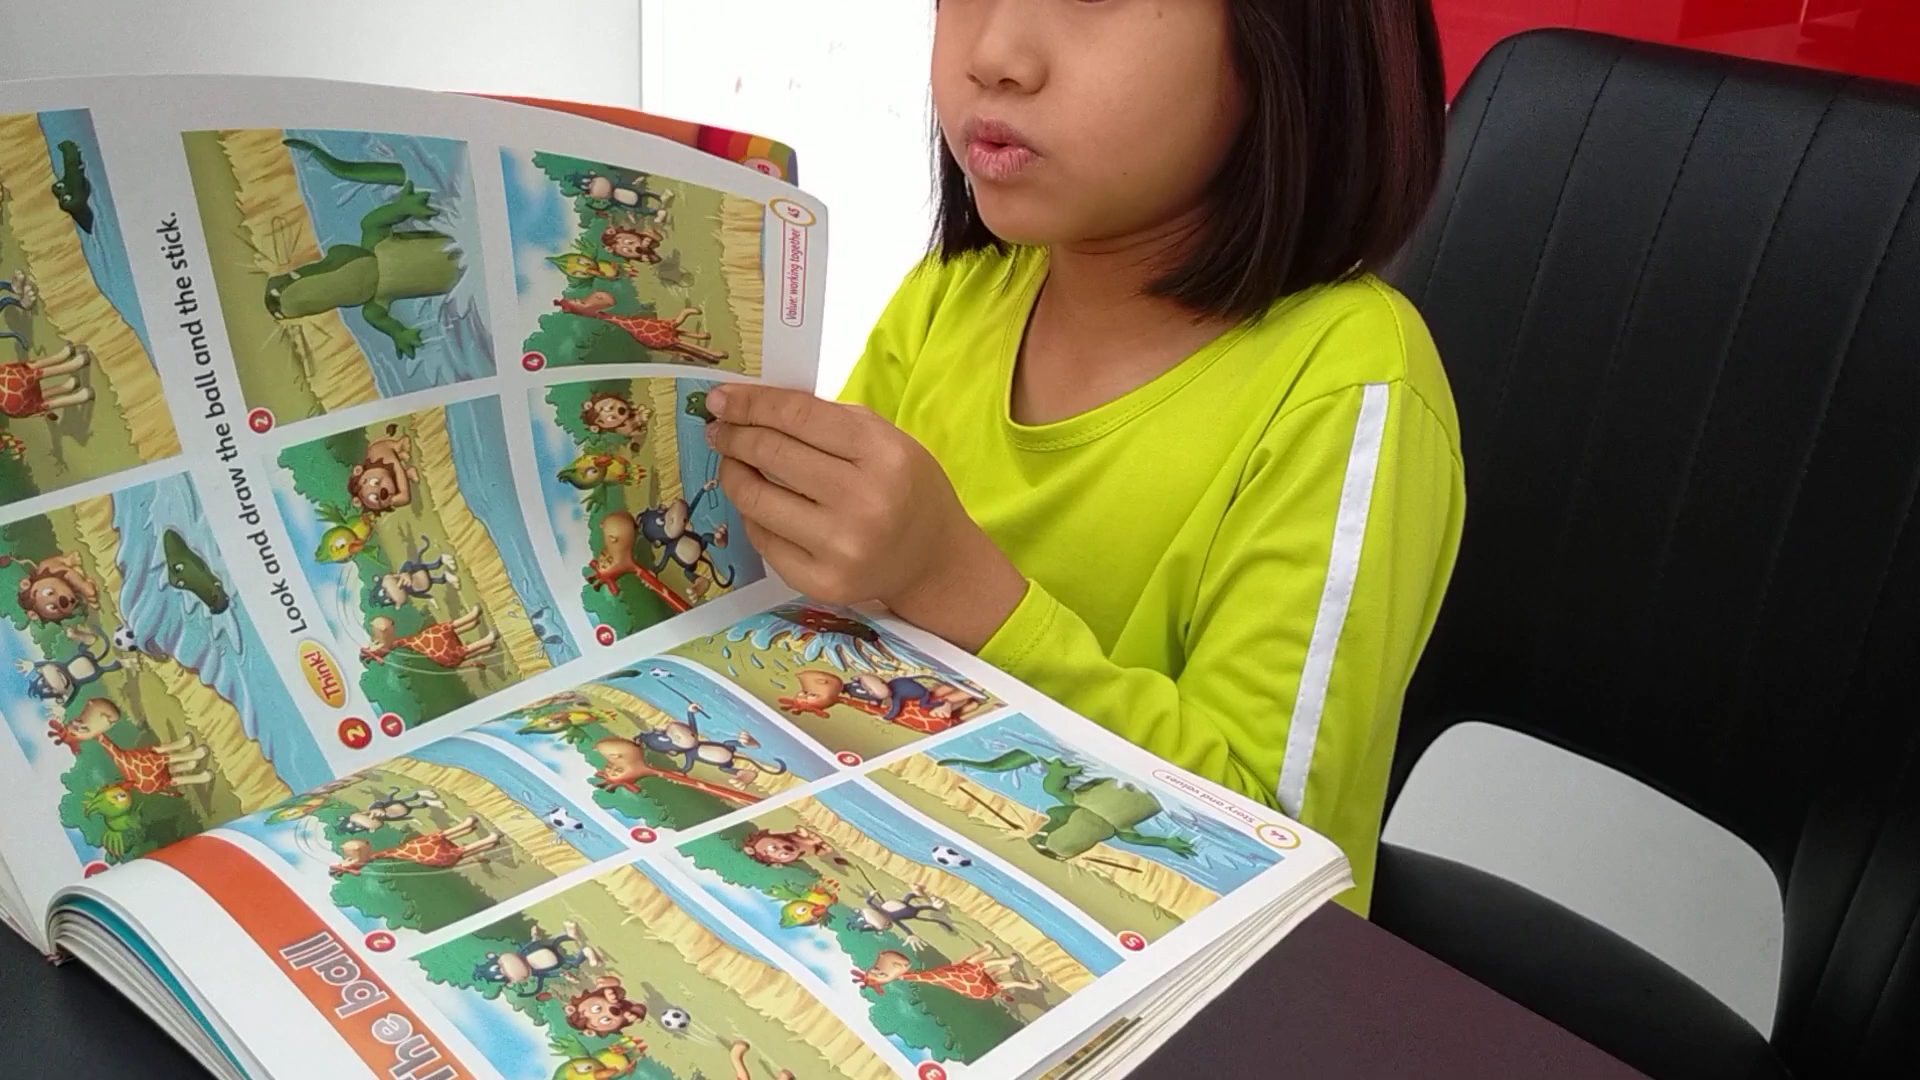 The ball
2
3
4
5
6
Story and values
44
2
Think!
Look and draw the ball and the stick.
1
2
3
4
Value: working together
45